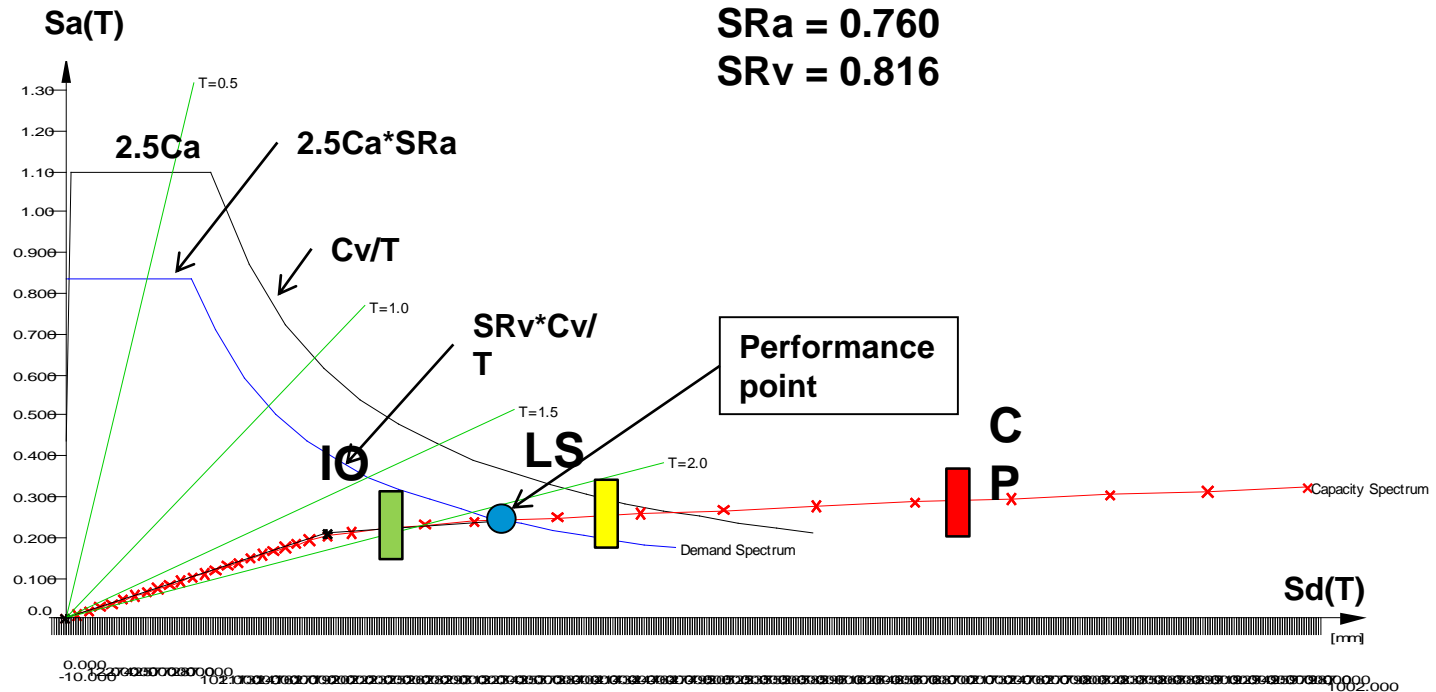 Sa(T)
SRa = 0.760
SRv = 0.816
1.30
1.20
1.10
1.00
0.900
0.800
0.700
0.600
0.500
0.400
0.300
0.200
0.100
0.0
T=0.5
2.5Ca
2.5Ca*SRa
Cv/T
T=1.0
SRv*Cv/
T
Performance
point
T=1.5
IO
LS
T=2.0
C
P
Capacity Spectrum
Demand Spectrum
Sd(T)
[mm]
0.000
-10.000
1002.000